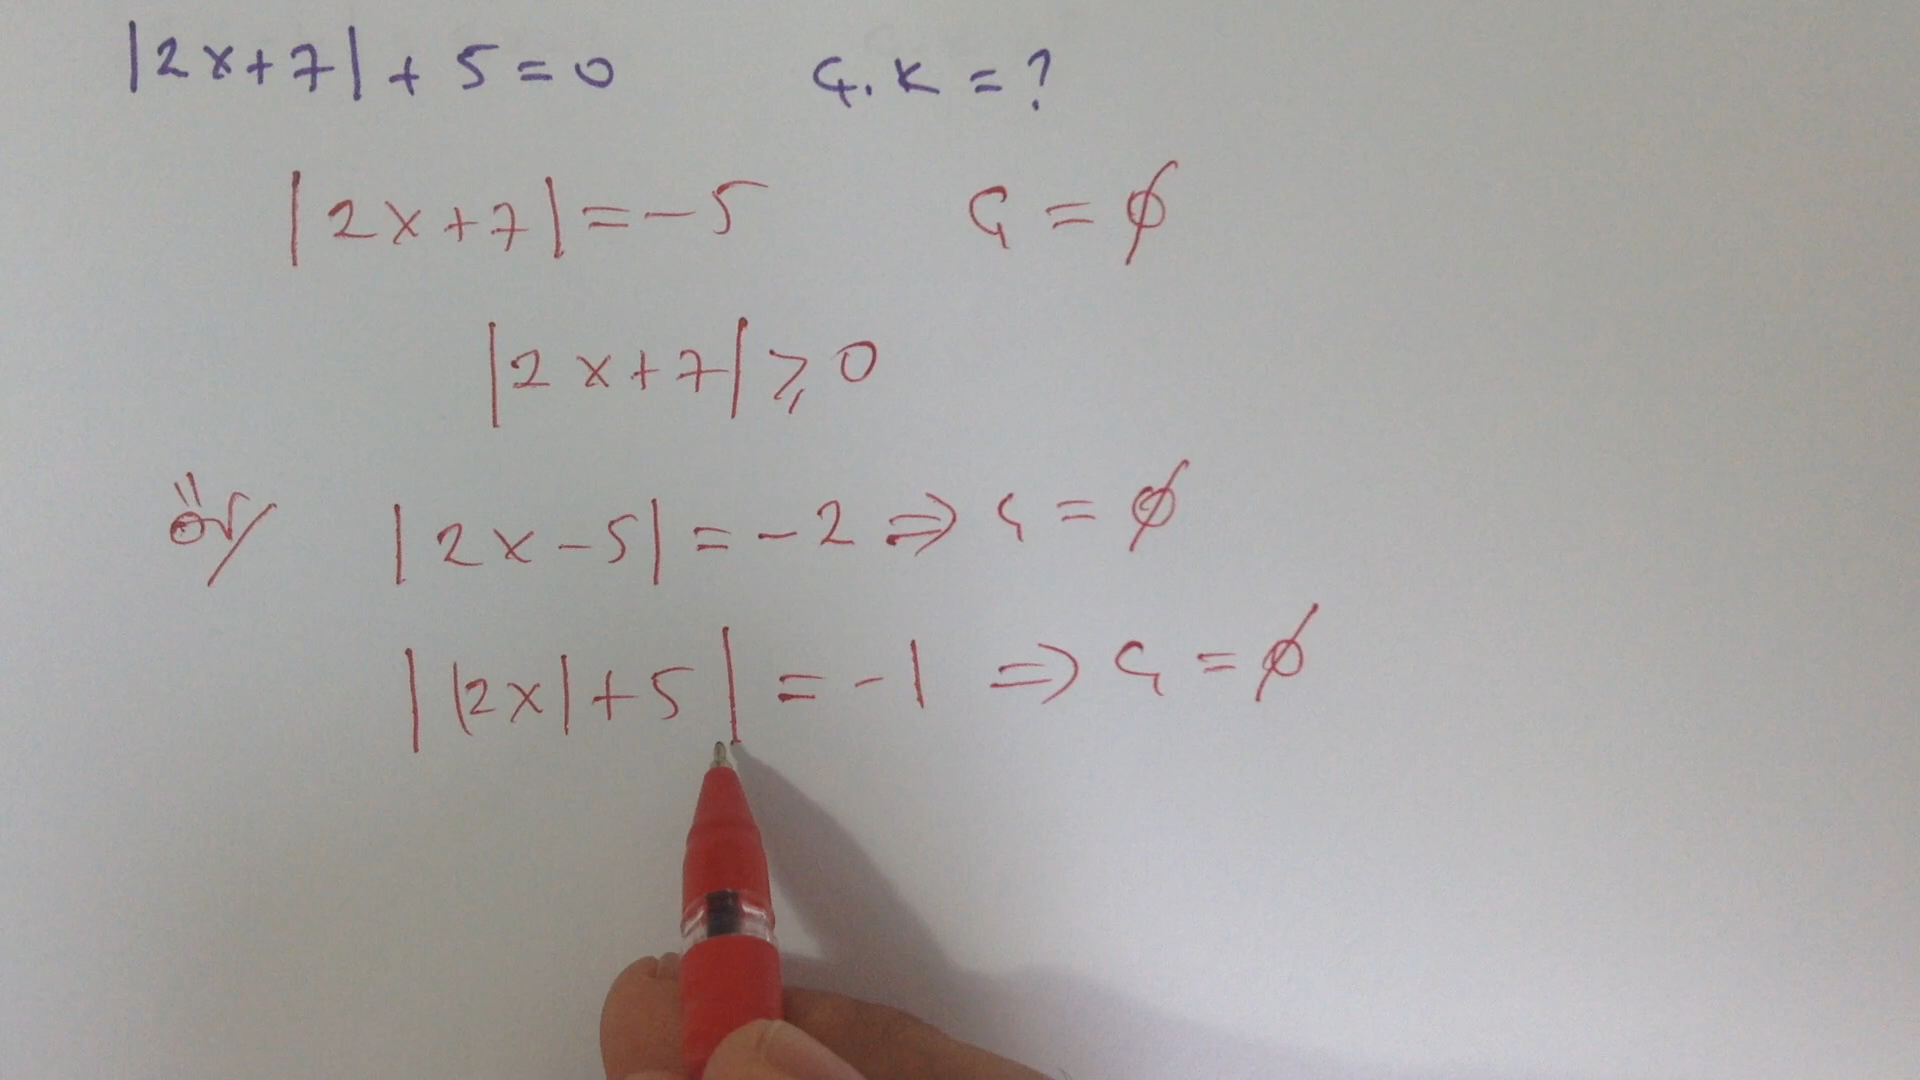 |2x+7|+5=0 Ç.K=?
|2x+7|=-5 Ç=∅
|2x+7|⩾0
ör/ |2x-5|=-2⇒Ç=∅
||2x|+5|=-1⇒Ç=∅